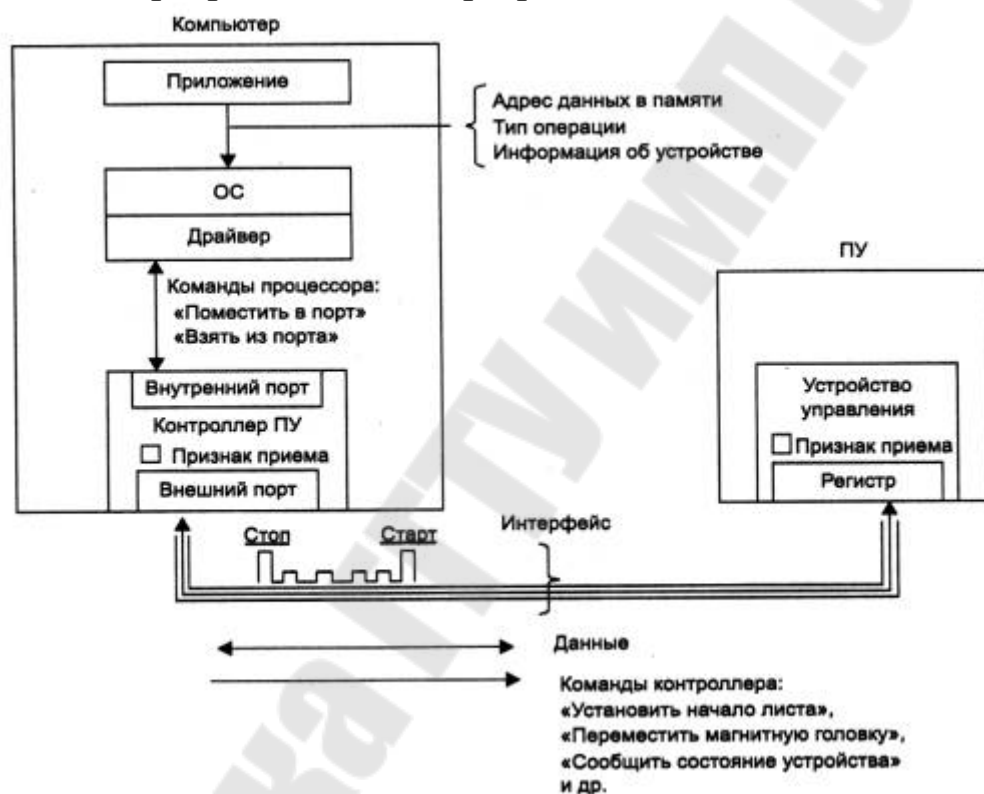 Компьютер
Приложение
Адрес данных в памяти
Тип операции
Информация об устройстве
ОС
Драйвер
ПУ
Команды процессора:
«Поместить в порт»
«Взять из порта»
Внутренний порт
Контроллер ПУ
Признак приема
Внешний порт
Устройство
управления
Признак приема
Регистр
Интерфейс
Стоп
Старт
Данные
Команды контроллера:
«Установить начало листа»,
«Переместить магнитную головку»,
«Сообщить состояние устройства»
и др.